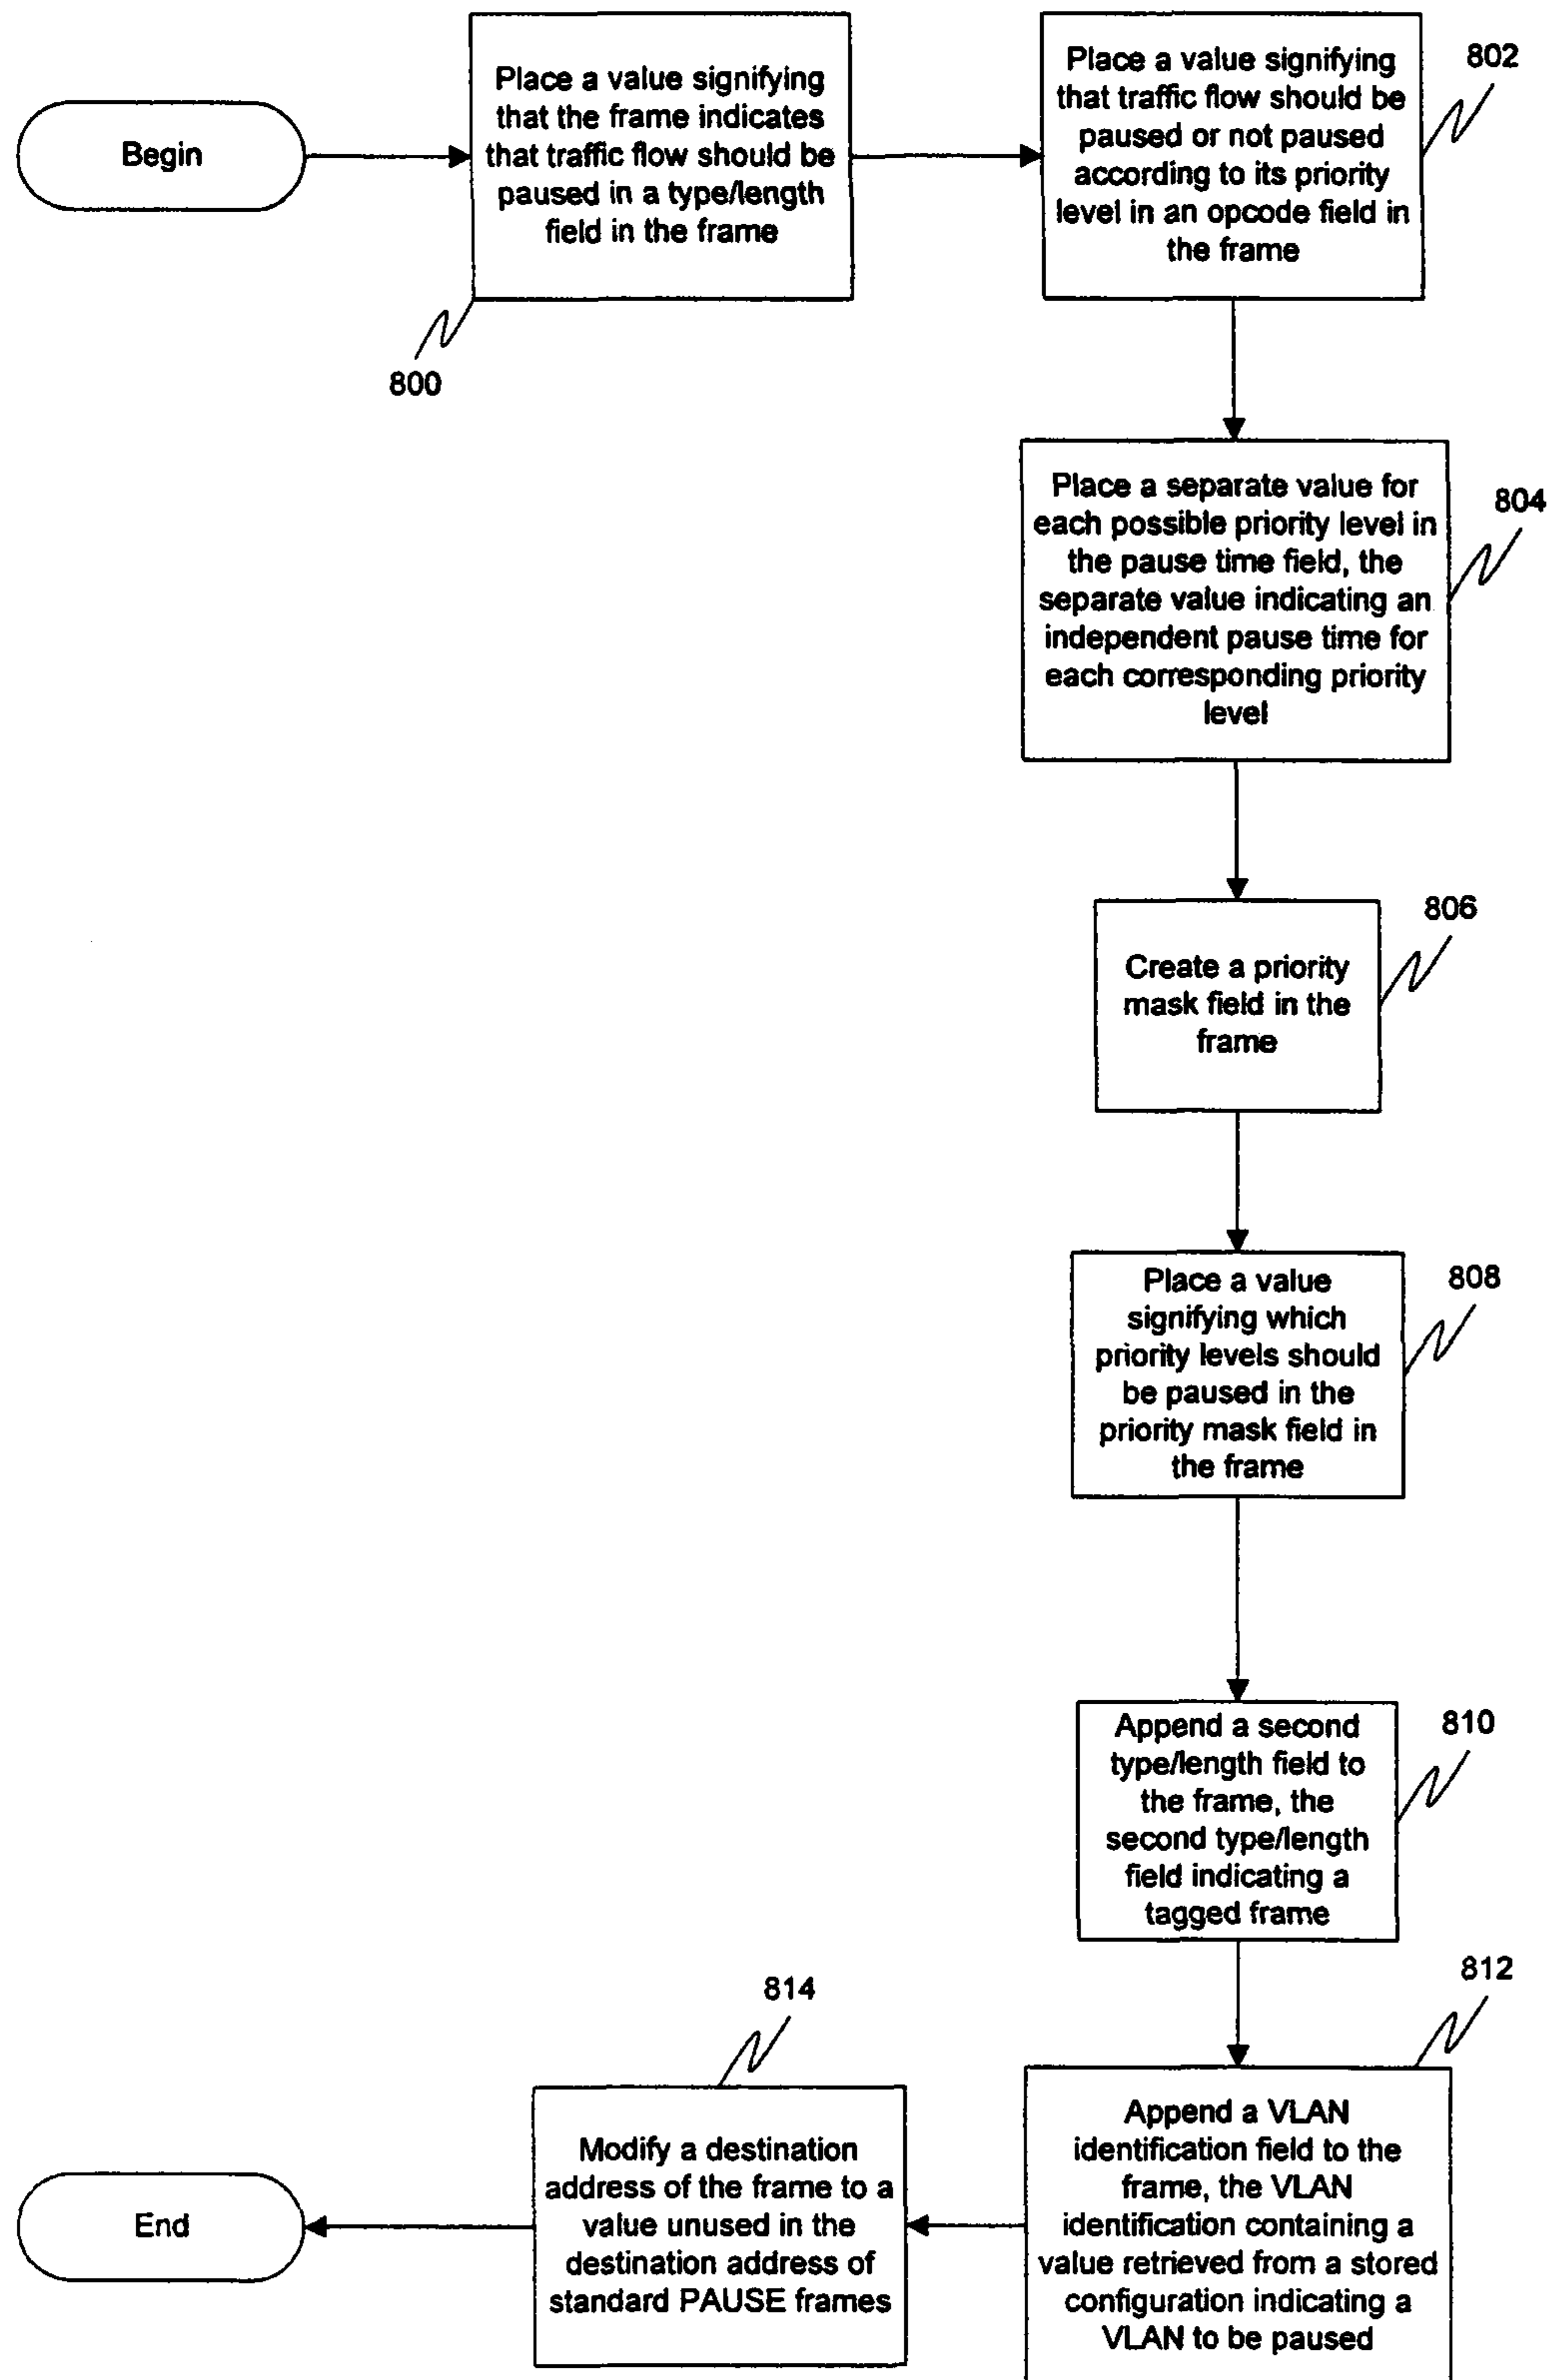 Begin
Place a value signifying
that the frame indicates
that traffic flow should be
paused in a type/length
field in the frame
800
Place a value signifying
that traffic flow should be
paused or not paused
according to its priority
level in an opcode field in
the frame
802
Place a separate value for
each possible priority level in
the pause time field, the
separate value indicating an
independent pause time for
each corresponding priority
level
804
Create a priority
mask field in the
frame
806
Place a value
signifying which
priority levels should
be paused in the
priority mask field in
the frame
808
Append a second
type/length field to
the frame, the
second type/length
field indicating a
tagged frame
810
Append a VLAN
identification field to the
frame, the VLAN
identification containing a
value retrieved from a stored
configuration indicating a
VLAN to be paused
812
Modify a destination
address of the frame to a
value unused in the
destination address of
standard PAUSE frames
814
End